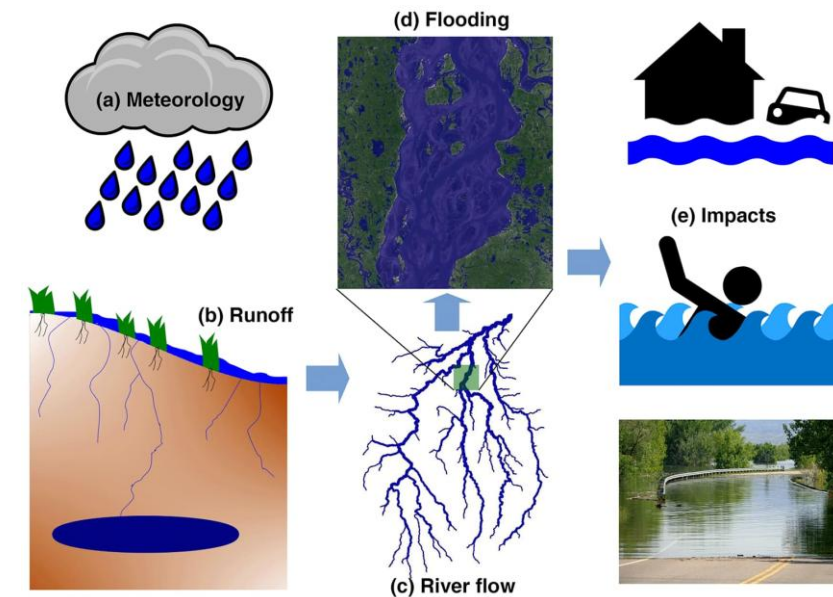 (d) Flooding
(a) Meteorology
(e) Impacts
(b) Runoff
(c) River flow